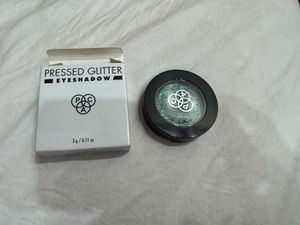 PRESSED GLITTER
EYESHADOW
P A C
A
3 g / 0.11 oz